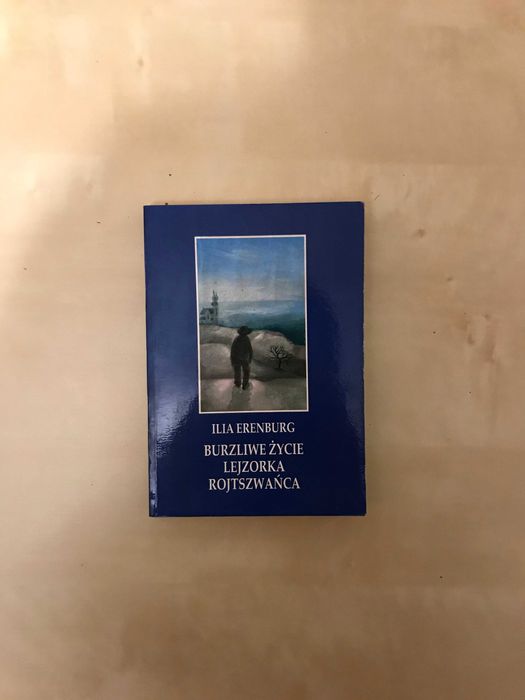 ILIA ERENBURG
BURZLIWE ŻYCIE
LEJZORKA
ROJTSZWAŃCA